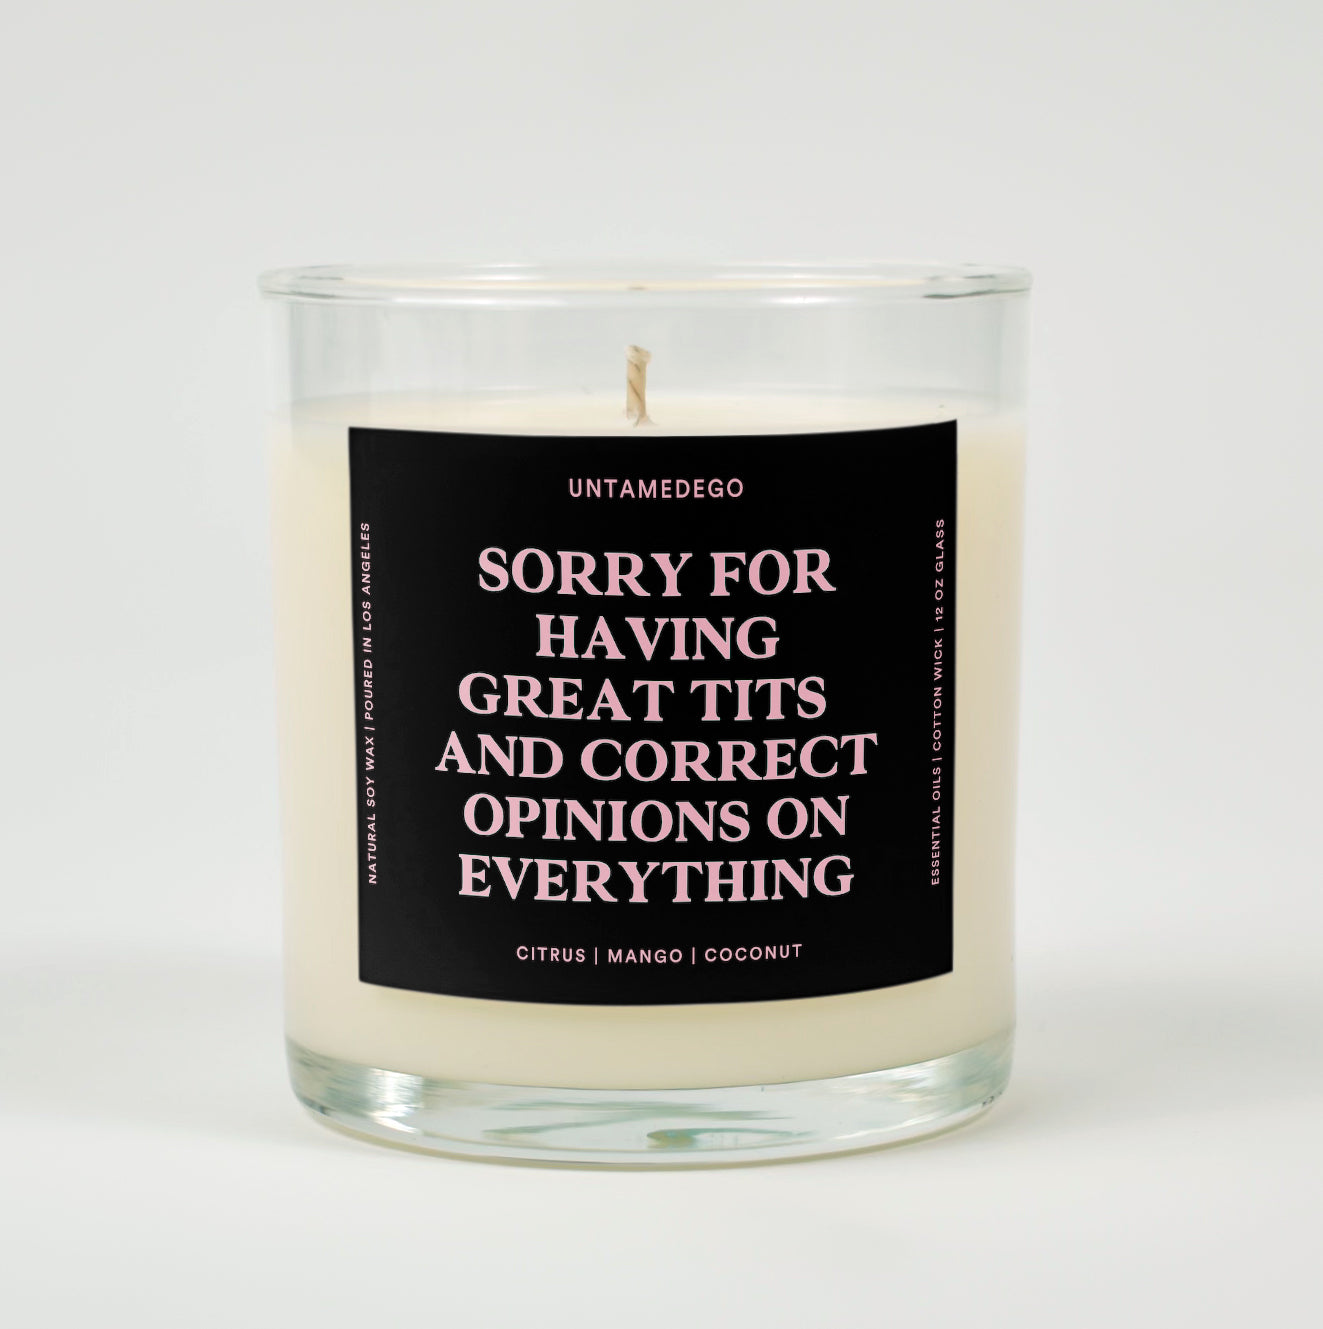 UNTAMEDEGO
SORRY FOR
HAVING
GREAT TITS
AND CORRECT
OPINIONS ON
EVERYTHING
CITRUS | MANGO | COCONUT
NATURAL SOY WAX | POURED IN LOS ANGELES
ESSENTIAL OILS | COTTON WICK | 12 OZ GLASS